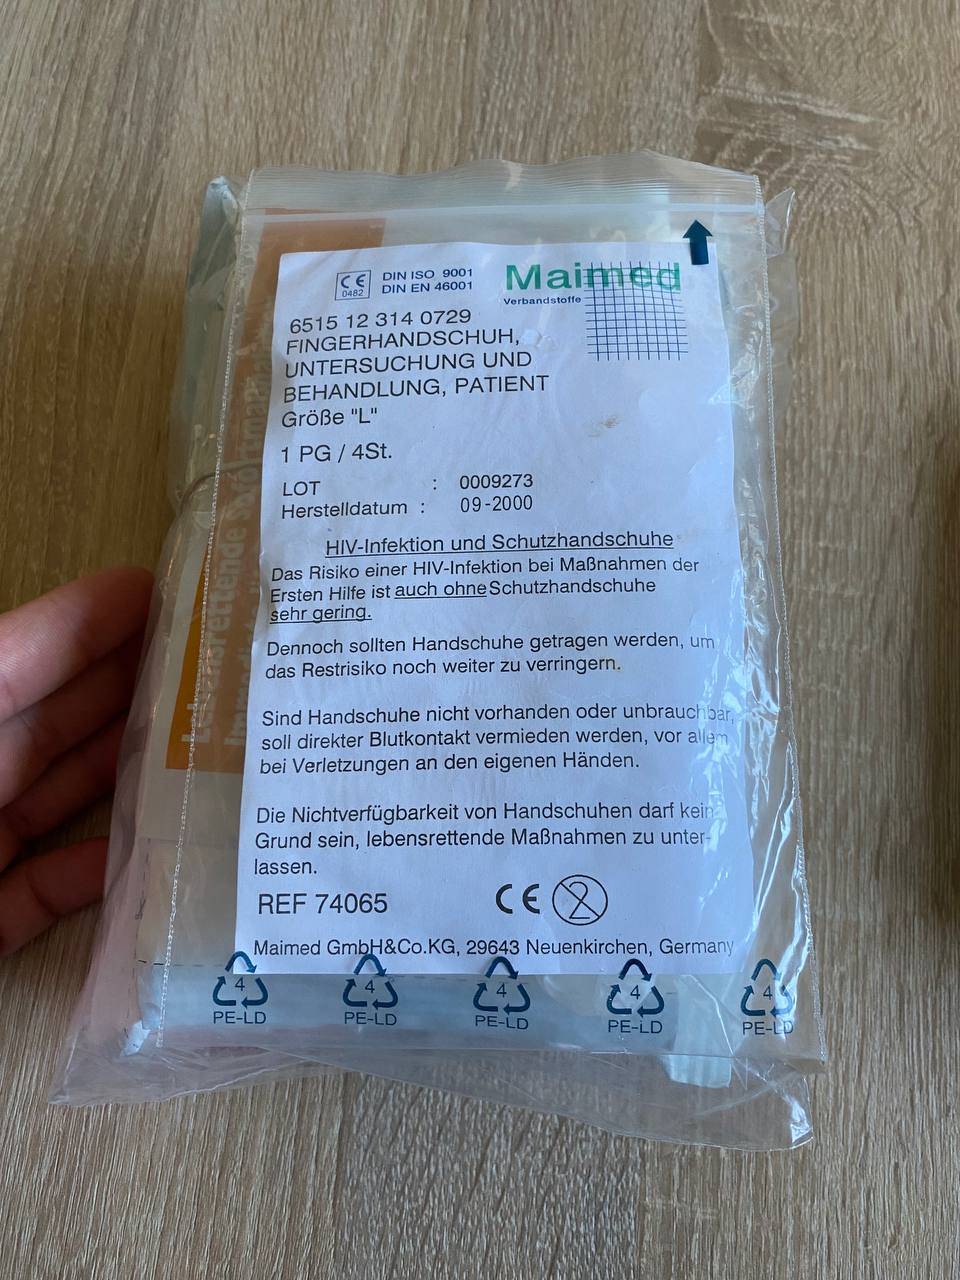 CE
0482
DIN ISO 9001
DIN EN 46001
Maimed
Verbandstoffe
6515 12 314 0729
FINGERHANDSCHUH,
UNTERSUCHUNG UND
BEHANDLUNG, PATIENT
Größe "L"
1 PG / 4St.
LOT : 0009273
Herstelldatum : 09-2000
HIV-Infektion und Schutzhandschuhe
Das Risiko einer HIV-Infektion bei Maßnahmen der
Ersten Hilfe ist auch ohne Schutzhandschuhe
sehr gering.
Dennoch sollten Handschuhe getragen werden, um
das Restrisiko noch weiter zu verringern.
Sind Handschuhe nicht vorhanden oder unbrauchbar,
soll direkter Blutkontakt vermieden werden, vor allem
bei Verletzungen an den eigenen Händen.
Die Nichtverfügbarkeit von Handschuhen darf kein
Grund sein, lebensrettende Maßnahmen zu unter-
lassen.
REF 74065
CE
2
Maimed GmbH&Co.KG, 29643 Neuenkirchen, Germany
4 4 4 4 4
PE-LD PE-LD PE-LD PE-LD PE-LD
Lebensrettende